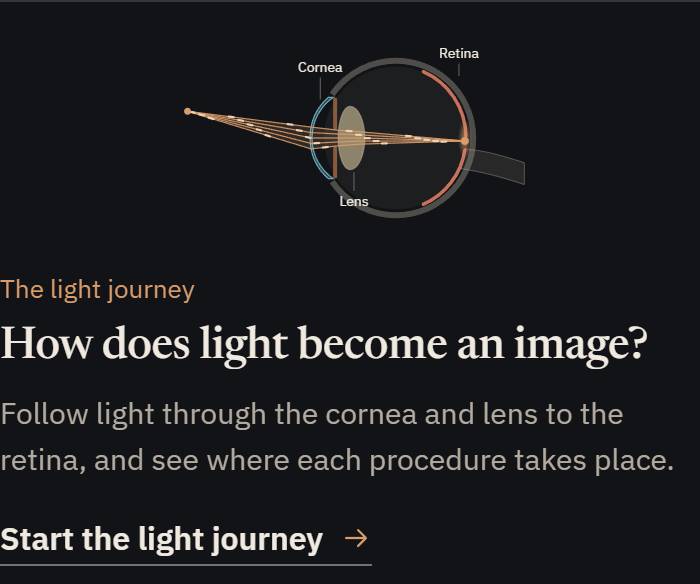 Retina
Cornea
Lens
The light journey
How does light become an image?
Follow light through the cornea and lens to the
retina, and see where each procedure takes place.
Start the light journey →